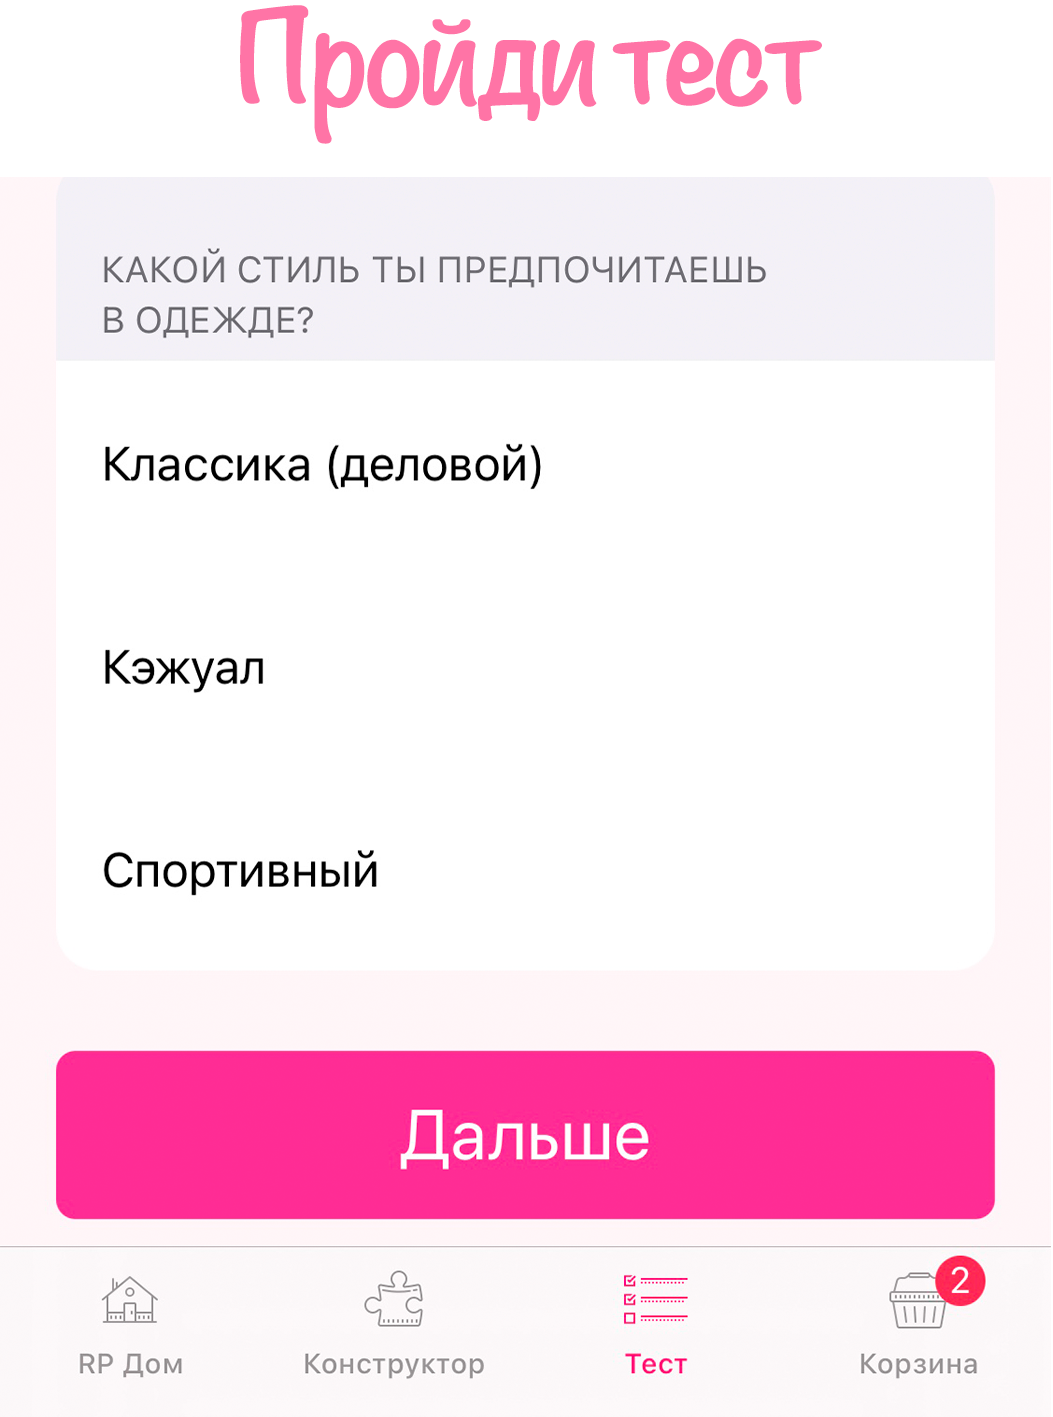 Пройди тест
КАКОЙ СТИЛЬ ТЫ ПРЕДПОЧИТАЕШЬ
В ОДЕЖДЕ?
Классика (деловой)
Кэжуал
Спортивный
Дальше
2
RP Дом
Конструктор
Тест
Корзина